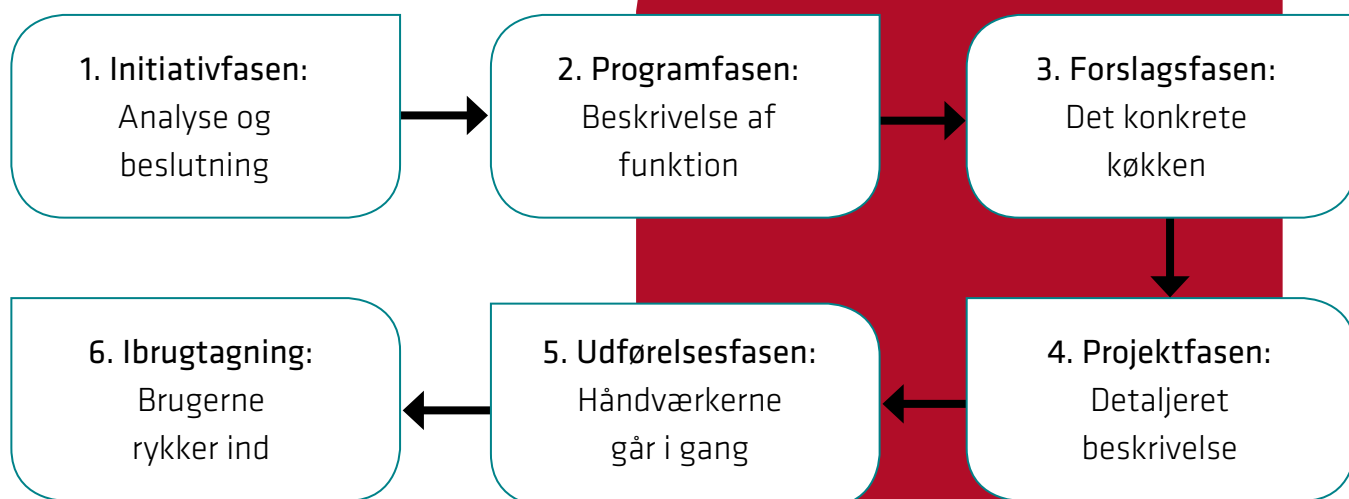 1. Initiativfasen:
Analyse og
beslutning
2. Programfasen:
Beskrivelse af
funktion
3. Forslagsfasen:
Det konkrete
køkken
4. Projektfasen:
Detaljeret
beskrivelse
5. Udførelsesfasen:
Håndværkerne
går i gang
6. Ibrugtagning:
Brugerne
rykker ind